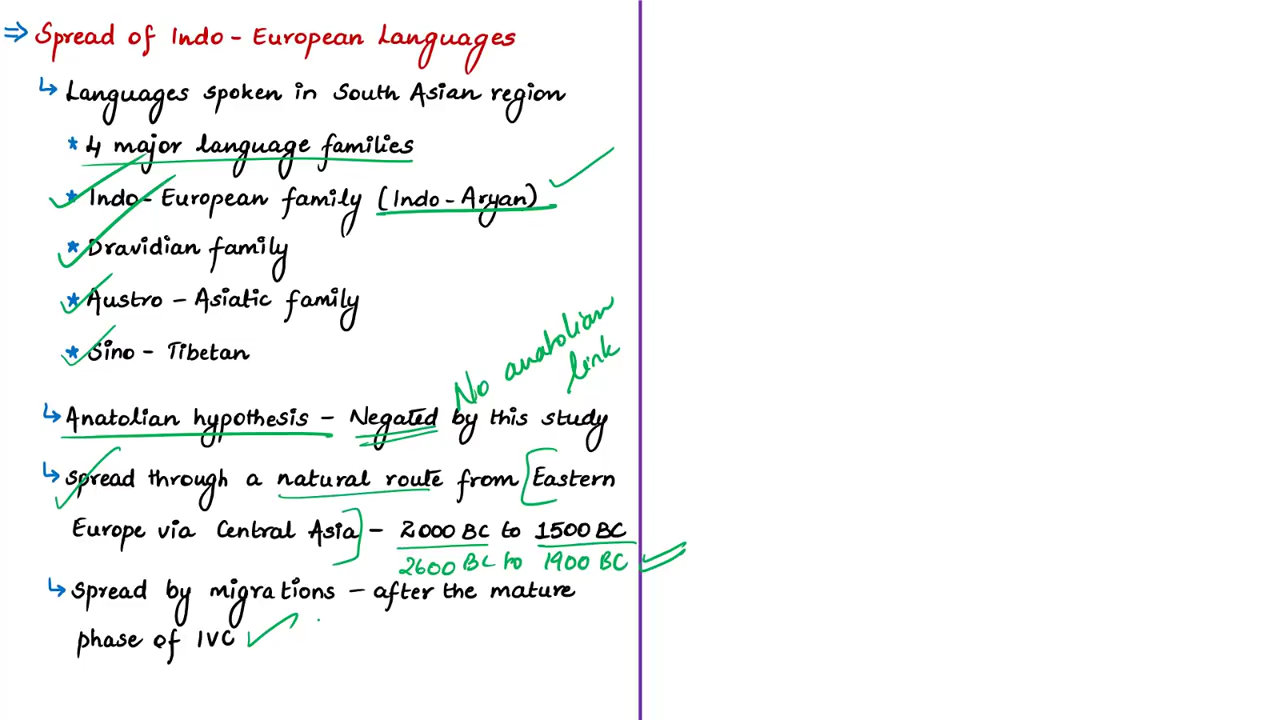 ⇒ Spread of Indo - European Languages
↳ Languages spoken in South Asian region
* 4 major language families
* Indo - European family (Indo - Aryan)
* Dravidian family
* Austro - Asiatic family
* Sino - Tibetan
No anatolian
link
↳ Anatolian hypothesis - Negated by this study
↳ Spread through a natural route from [Eastern
Europe via Central Asia] - 2000 BC to 1500 BC
2600 BC to 1900 BC
↳ Spread by migrations - after the mature
phase of IVC